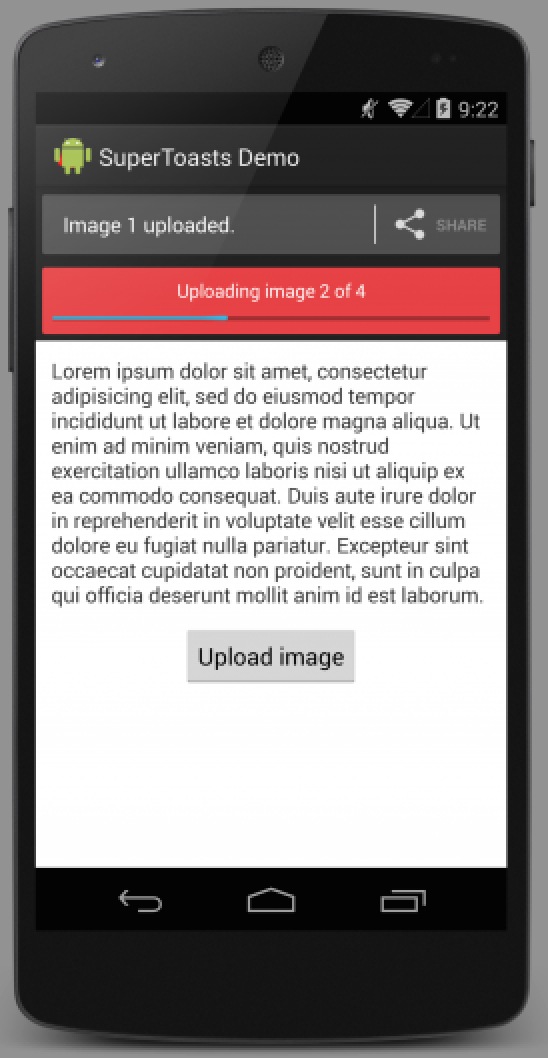 9:22
SuperToasts Demo
Image 1 uploaded.
SHARE
Uploading image 2 of 4
Lorem ipsum dolor sit amet, consectetur
adipisicing elit, sed do eiusmod tempor
incididunt ut labore et dolore magna aliqua. Ut
enim ad minim veniam, quis nostrud
exercitation ullamco laboris nisi ut aliquip ex
ea commodo consequat. Duis aute irure dolor
in reprehenderit in voluptate velit esse cillum
dolore eu fugiat nulla pariatur. Excepteur sint
occaecat cupidatat non proident, sunt in culpa
qui officia deserunt mollit anim id est laborum.
Upload image